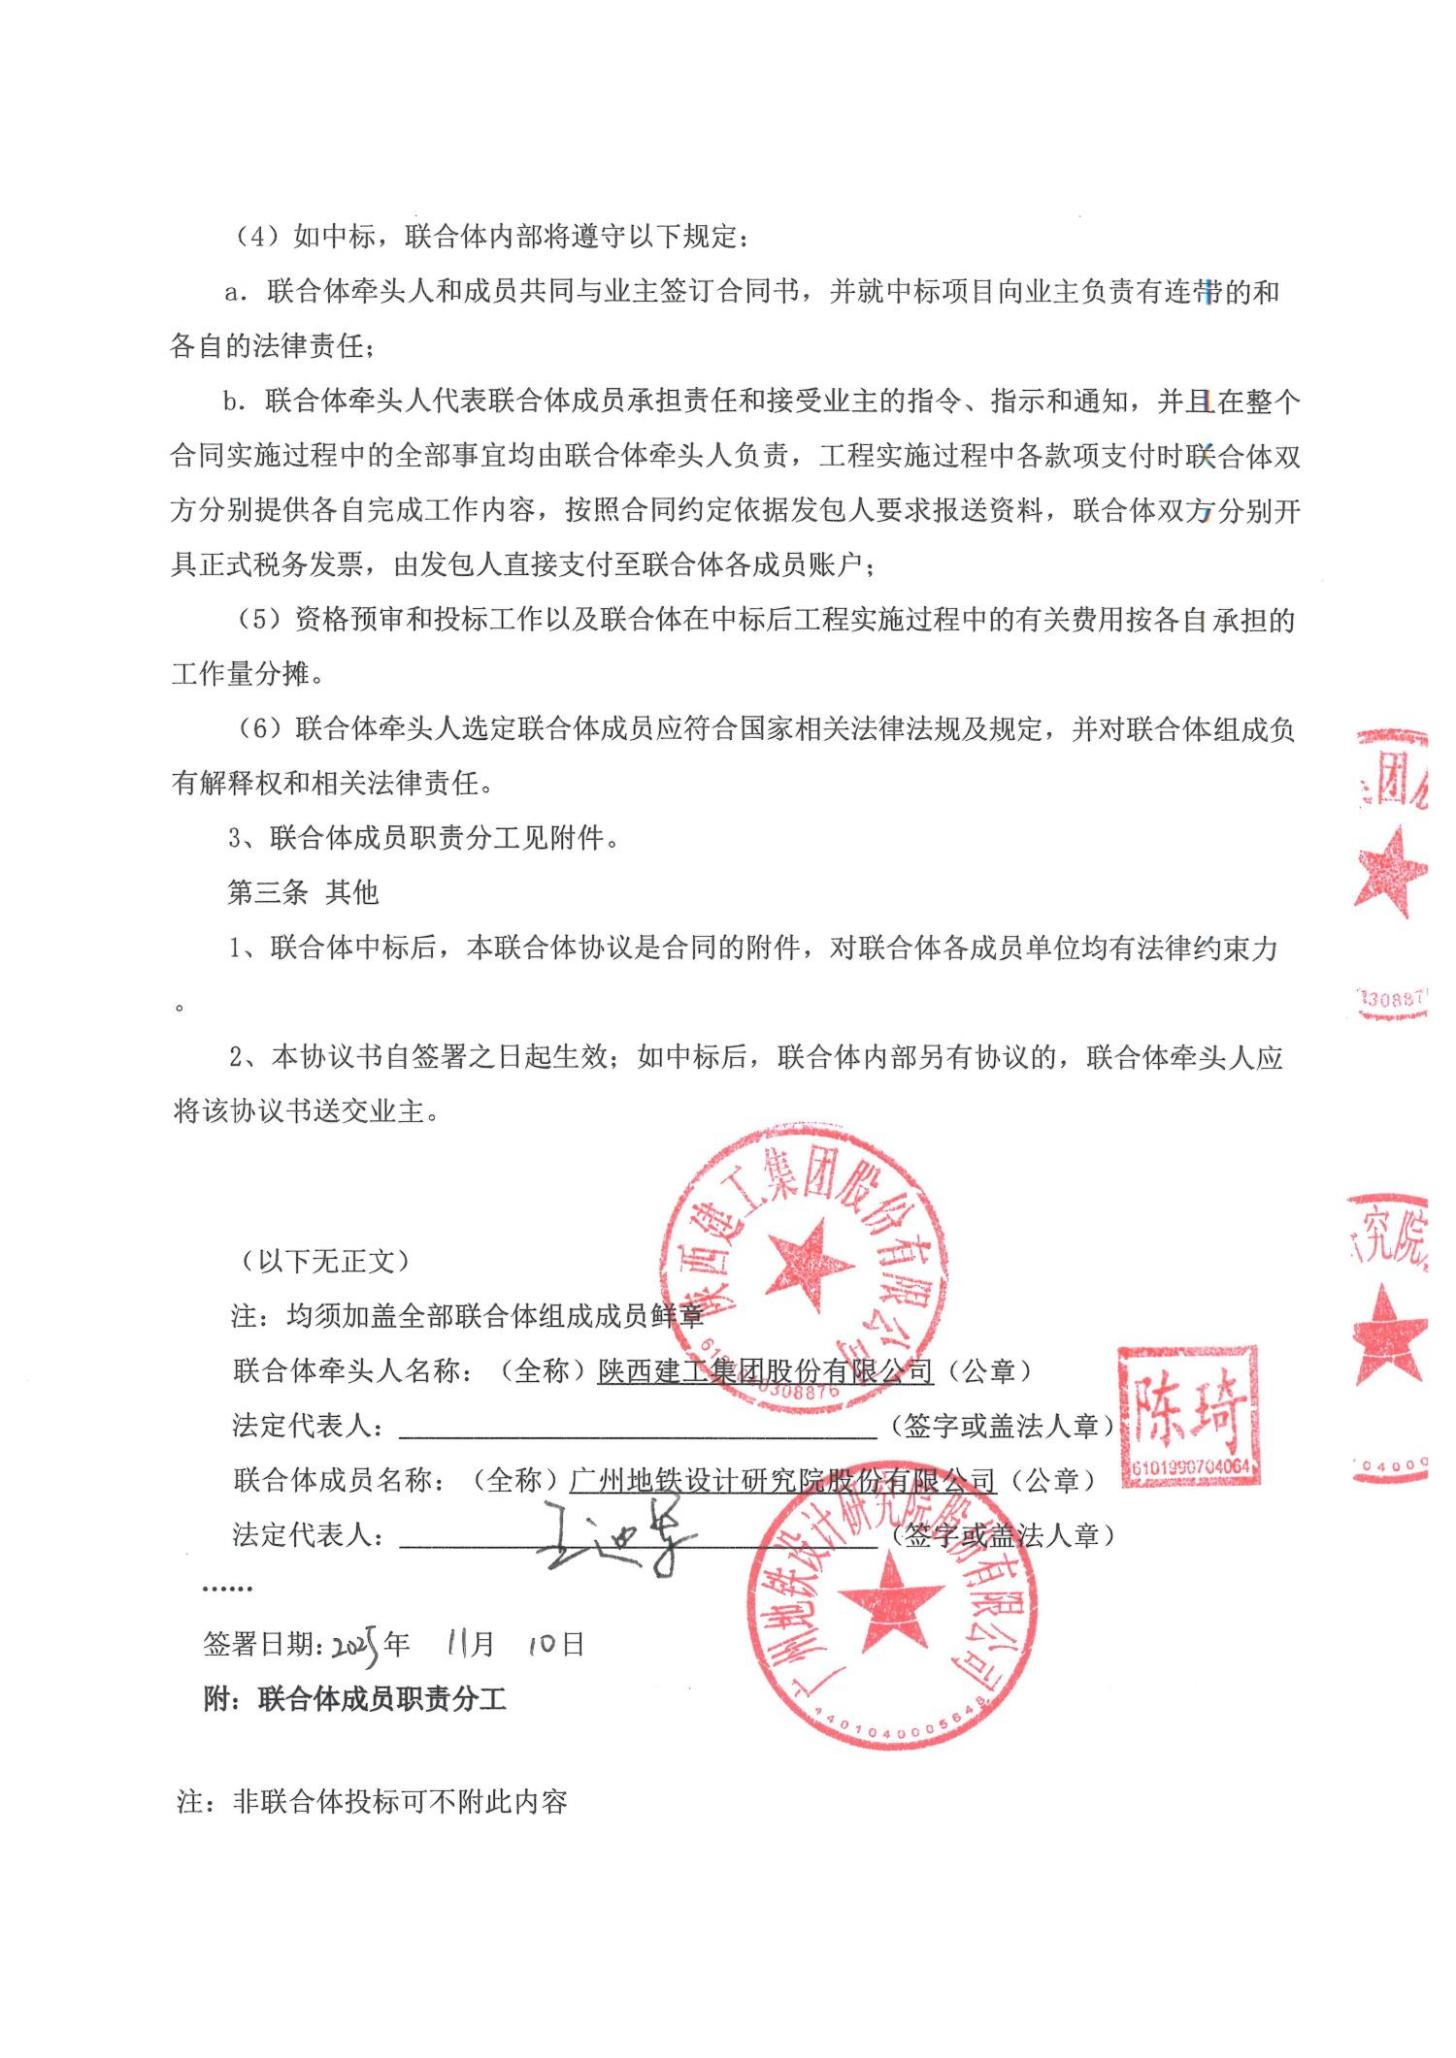 （4）如中标，联合体内部将遵守以下规定：
a. 联合体牵头人和成员共同与业主签订合同书，并就中标项目向业主负责有连带的和
各自的法律责任；
b. 联合体牵头人代表联合体成员承担责任和接受业主的指令、指示和通知，并且在整个
合同实施过程中的全部事宜均由联合体牵头人负责，工程实施过程中各款项支付时联合体双
方分别提供各自完成工作内容，按照合同约定依据发包人要求报送资料，联合体双方分别开
具正式税务发票，由发包人直接支付至联合体各成员账户；
（5）资格预审和投标工作以及联合体在中标后工程实施过程中的有关费用按各自承担的
工作量分摊。
（6）联合体牵头人选定联合体成员应符合国家相关法律法规及规定，并对联合体组成负
有解释权和相关法律责任。
3、联合体成员职责分工见附件。
第三条 其他
1、联合体中标后，本联合体协议是合同的附件，对联合体各成员单位均有法律约束力
。
2、本协议书自签署之日起生效；如中标后，联合体内部另有协议的，联合体牵头人应
将该协议书送交业主。
（以下无正文）
注：均须加盖全部联合体组成成员鲜章
联合体牵头人名称：（全称）陕西建工集团股份有限公司（公章）
法定代表人：（签字或盖法人章）
联合体成员名称：（全称）广州地铁设计研究院股份有限公司（公章）
法定代表人：王迪军（签字或盖法人章）
……
签署日期：2025年 11月 10日
附：联合体成员职责分工
注：非联合体投标可不附此内容
陕西建工集团股份有限公司
陈琦
6101990704064
广州地铁设计研究院股份有限公司
4401040005648
团
究院